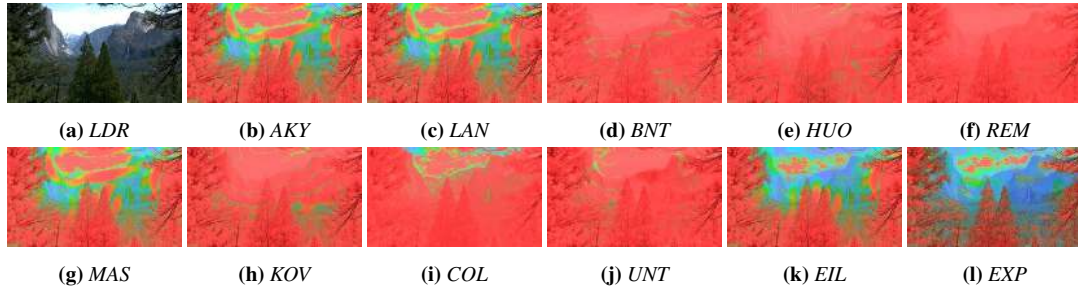 (a) LDR (b) AKY (c) LAN (d) BNT (e) HUO (f) REM
(g) MAS (h) KOV (i) COL (j) UNT (k) EIL (l) EXP